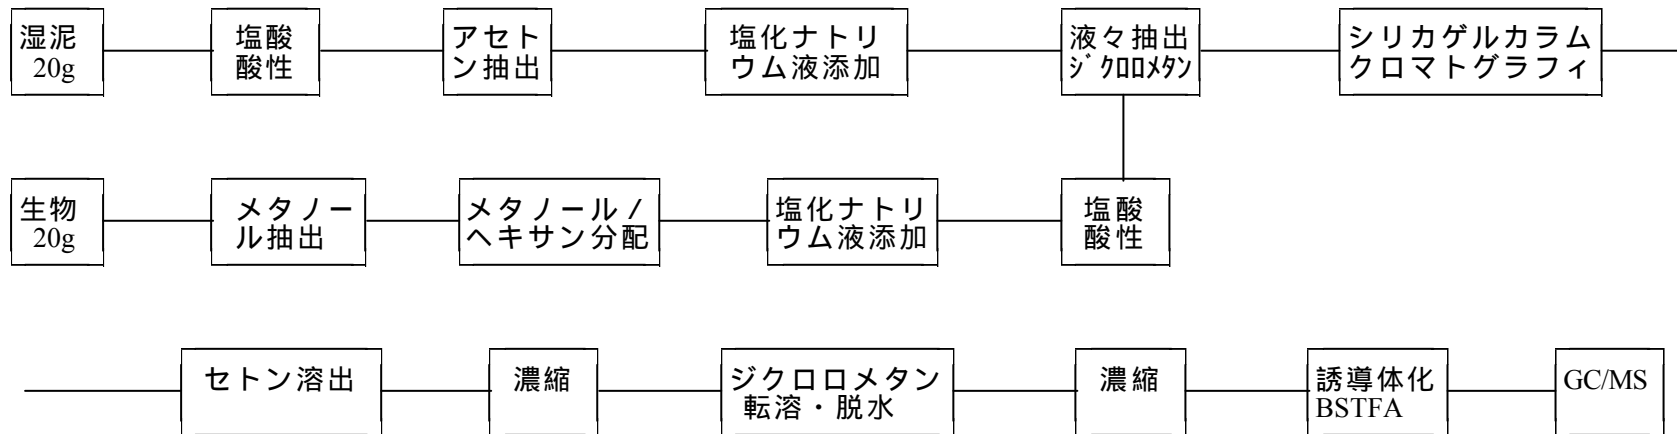 湿泥
20g
塩酸
酸性
アセト
ン抽出
塩化ナトリ
ウム液添加
液々抽出
ジクロロメタン
シリカゲルカラム
クロマトグラフィ
生物
20g
メタノー
ル抽出
メタノール/
ヘキサン分配
塩化ナトリ
ウム液添加
塩酸
酸性
セトン溶出
濃縮
ジクロロメタン
転溶・脱水
濃縮
誘導体化
BSTFA
GC/MS